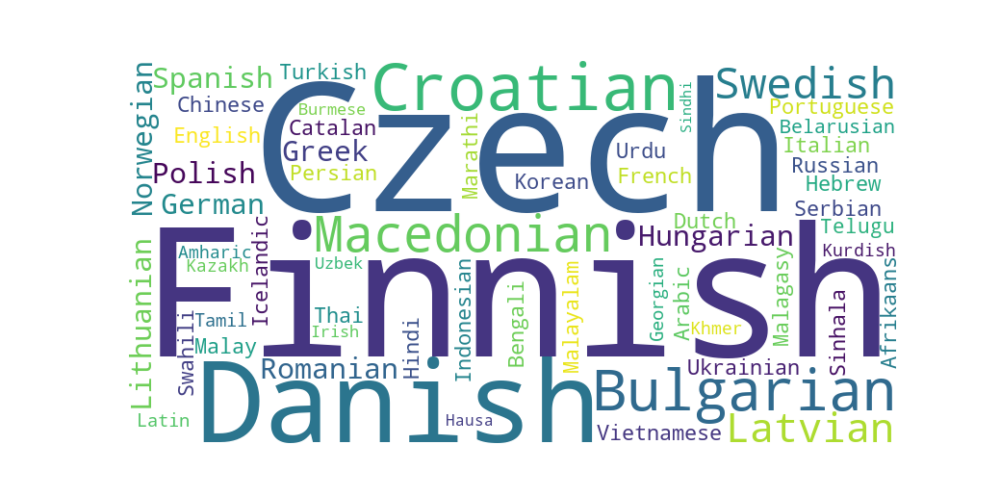 Norwegian
Spanish
Turkish
Croatian
Sindhi
Swedish
Chinese
Burmese
Czech
Portuguese
English
Catalan
Marathi
Belarusian
Greek
Urdu
Italian
Polish
Persian
Korean
French
Russian
Hebrew
German
Serbian
Macedonian
Dutch
Hungarian
Telugu
Lithuanian
Amharic
Icelandic
Finnish
Kurdish
Kazakh
Uzbek
Indonesian
Bengali
Malayalam
Georgian
Arabic
Malagasy
Sinhala
Afrikaans
Swahili
Tamil
Thai
Irish
Hindi
Khmer
Malay
Romanian
Danish
Ukrainian
Bulgarian
Latin
Hausa
Vietnamese
Latvian